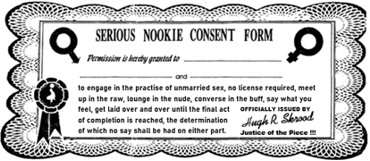 SERIOUS NOOKIE CONSENT FORM
Permission is hereby granted to
and
to engage in the practise of unmarried sex, no license required, meet
up in the raw, lounge in the nude, converse in the buff, say what you
feel, get laid over and over until the final act
of completion is reached, the determination
of which no say shall be had on either part.
OFFICIALLY ISSUED BY
Hugh R. Skrood
Justice of the Piece !!!